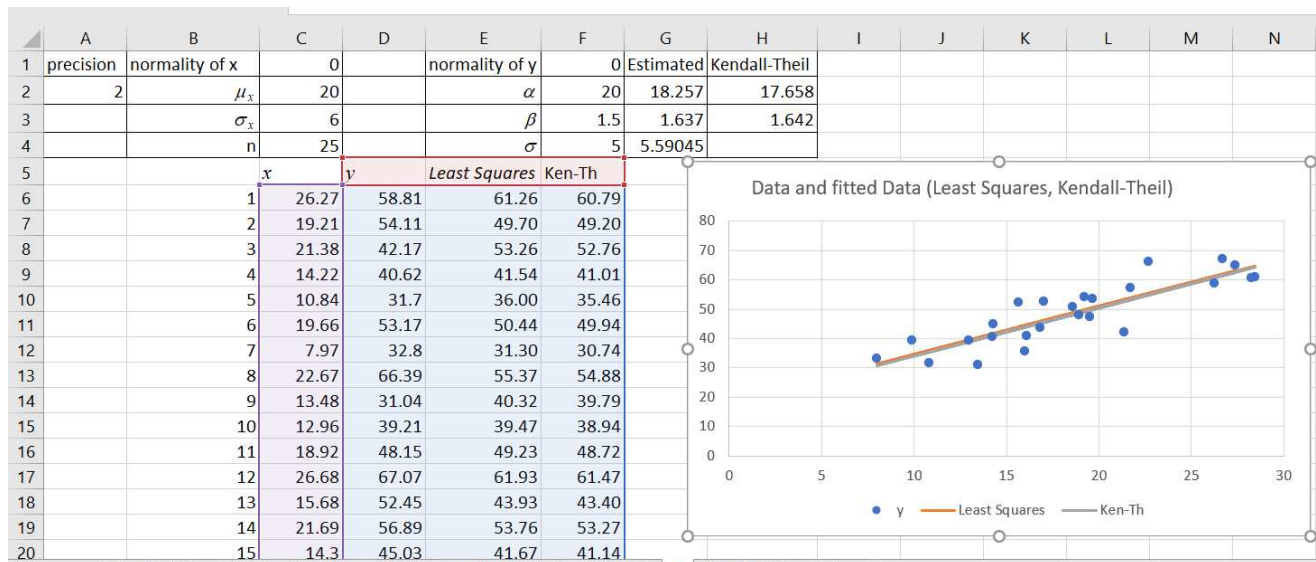 A B C D E F G H I J K L M N
1 precision normality of x 0 normality of y 0 Estimated Kendall-Theil
2 2 μx 20 α 20 18.257 17.658
3 σx 6 β 1.5 1.637 1.642
4 n 25 σ 5 5.59045
5 x y Least Squares Ken-Th
6 1 26.27 58.81 61.26 60.79
7 2 19.21 54.11 49.70 49.20
8 3 21.38 42.17 53.26 52.76
9 4 14.22 40.62 41.54 41.01
10 5 10.84 31.7 36.00 35.46
11 6 19.66 53.17 50.44 49.94
12 7 7.97 32.8 31.30 30.74
13 8 22.67 66.39 55.37 54.88
14 9 13.48 31.04 40.32 39.79
15 10 12.96 39.21 39.47 38.94
16 11 18.92 48.15 49.23 48.72
17 12 26.68 67.07 61.93 61.47
18 13 15.68 52.45 43.93 43.40
19 14 21.69 56.89 53.76 53.27
20 15 14.3 45.03 41.67 41.14
Data and fitted Data (Least Squares, Kendall-Theil)
80
70
60
50
40
30
20
10
0
0 5 10 15 20 25 30
y Least Squares Ken-Th